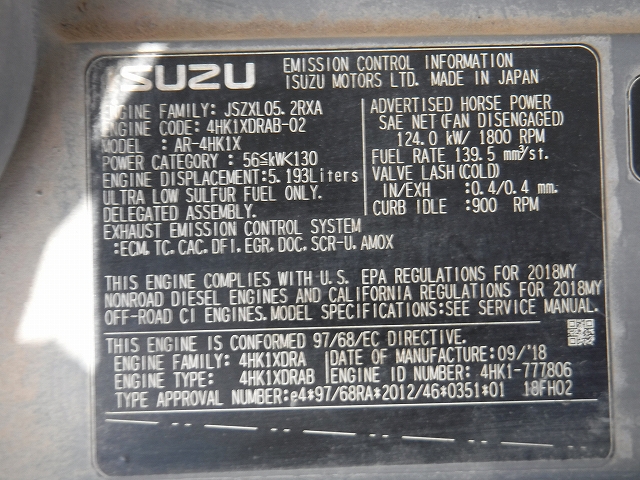 ISUZU
EMISSION CONTROL INFORMATION
ISUZU MOTORS LTD. MADE IN JAPAN
ENGINE FAMILY: JSZXL05.2RXA
ENGINE CODE: 4HK1XDRAB-02
MODEL : AR-4HK1X
POWER CATEGORY : 56≦kW<130
ENGINE DISPLACEMENT:5.193Liters
ULTRA LOW SULFUR FUEL ONLY.
DELEGATED ASSEMBLY.
EXHAUST EMISSION CONTROL SYSTEM
:ECM.TC.CAC.DFI.EGR.DOC.SCR-U.AMOX
ADVERTISED HORSE POWER
SAE NET(FAN DISENGAGED)
124.0 kW/ 1800 RPM
FUEL RATE 139.5 mm³/st.
VALVE LASH(COLD)
IN/EXH :0.4/0.4 mm.
CURB IDLE :900 RPM
THIS ENGINE COMPLIES WITH U.S. EPA REGULATIONS FOR 2018MY
NONROAD DIESEL ENGINES AND CALIFORNIA REGULATIONS FOR 2018MY
OFF-ROAD CI ENGINES.MODEL SPECIFICATIONS:SEE SERVICE MANUAL.
THIS ENGINE IS CONFORMED 97/68/EC DIRECTIVE.
ENGINE FAMILY: 4HK1XDRA DATE OF MANUFACTURE:09/'18
ENGINE TYPE: 4HK1XDRAB ENGINE ID NUMBER: 4HK1-777806
TYPE APPROVAL NUMBER:e4*97/68RA*2012/46*0351*01 18FH02